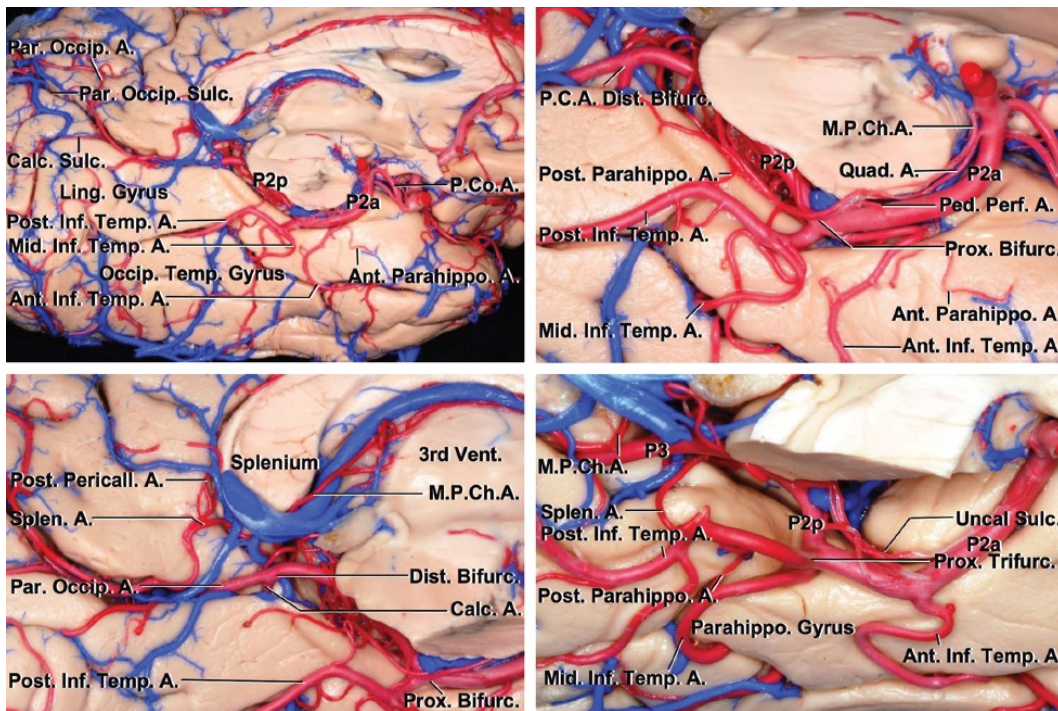 Par. Occip. A.
Par. Occip. Sulc.
Calc. Sulc.
Ling. Gyrus
P2p
P.Co.A.
P2a
Post. Inf. Temp. A.
Mid. Inf. Temp. A.
Occip. Temp. Gyrus
Ant. Parahippo. A.
Ant. Inf. Temp. A.
P.C.A. Dist. Bifurc.
M.P.Ch.A.
P2p
Post. Parahippo. A.
Quad. A.
P2a
Ped. Perf. A.
Post. Inf. Temp. A.
Prox. Bifurc.
Ant. Parahippo. A
Mid. Inf. Temp. A.
Ant. Inf. Temp. A
Splenium
3rd Vent.
Post. Pericall. A.
M.P.Ch.A.
Splen. A.
Par. Occip. A.
Dist. Bifurc.
Calc. A.
Post. Inf. Temp. A.
Prox. Bifurc.
P3
M.P.Ch.A.
Splen. A.
P2p
Uncal Sulc.
Post. Inf. Temp. A.
P2a
Prox. Trifurc.
Post. Parahippo. A.
Parahippo. Gyrus
Ant. Inf. Temp. A
Mid. Inf. Temp. A.